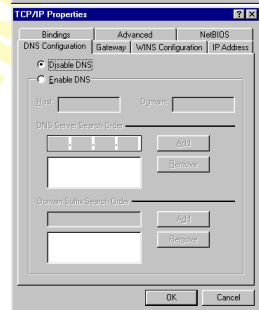 TCP/IP Properties
Bindings Advanced NetBIOS
DNS Configuration Gateway WINS Configuration IP Address
Disable DNS
Enable DNS
Host: Domain:
DNS Server Search Order
Add
Remove
Domain Suffix Search Order
Add
Remove
OK Cancel